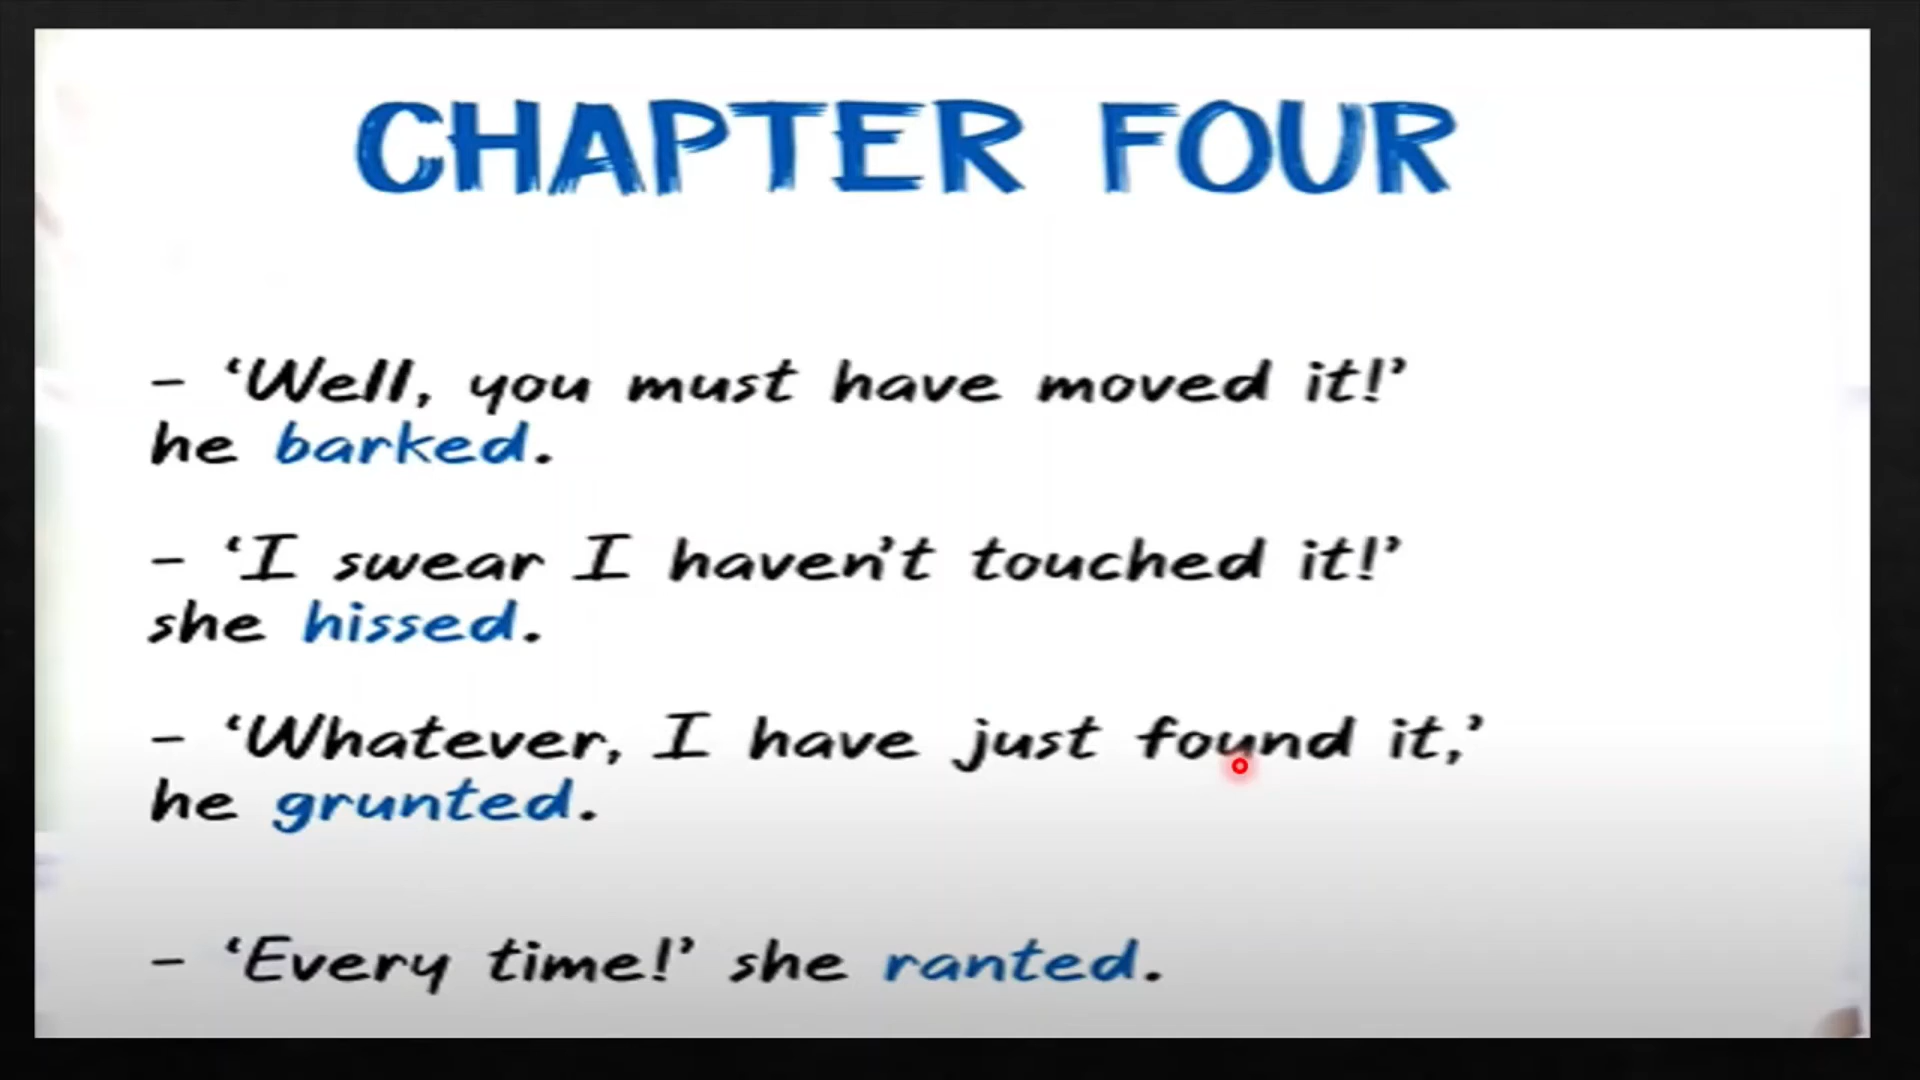 CHAPTER FOUR
– ‘Well, you must have moved it!’
he barked.
– ‘I swear I haven’t touched it!’
she hissed.
– ‘Whatever, I have just found it,’
he grunted.
– ‘Every time!’ she ranted.